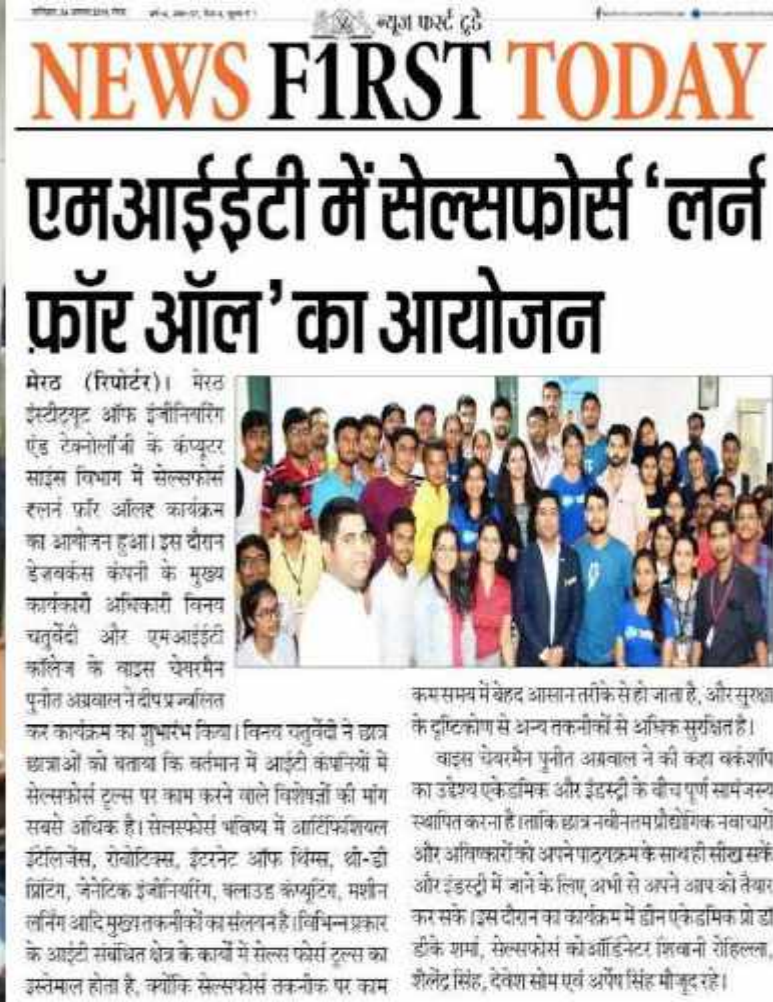 न्यूज फर्स्ट टूडे
NEWS F1RST TODAY
एमआईईटी में सेल्सफोर्स ‘लर्न
फ़ॉर ऑल’ का आयोजन
मेरठ (रिपोर्टर)। मेरठ
इंस्टीट्यूट ऑफ इंजीनियरिंग
एंड टेक्नोलॉजी के कंप्यूटर
साइंस विभाग में सेल्सफोर्स
हलर्न फ़ॉर ऑलह कार्यक्रम
का आयोजन हुआ। इस दौरान
डेज़वर्कस कंपनी के मुख्य
कार्यकारी अधिकारी विनय
चतुर्वेदी और एमआईईटी
कॉलेज के वाइस चेयरमैन
पुनीत अग्रवाल ने दीप प्रज्वलित
कर कार्यक्रम का शुभारंभ किया। विनय चतुर्वेदी ने छात्र
छात्राओं को बताया कि वर्तमान में आईटी कंपनियों में
सेल्सफोर्स टूल्स पर काम करने वाले विशेषज्ञों की मांग
सबसे अधिक है। सेलस्फोर्स भविष्य में आर्टिफिशियल
इंटेलिजेंस, रोबोटिक्स, इंटरनेट ऑफ थिंग्स, थ्री-डी
प्रिंटिंग, जेनेटिक इंजीनियरिंग, क्लाउड कंप्यूटिंग, मशीन
लर्निंग आदि मुख्य तकनीकों का संलयन है। विभिन्न प्रकार
के आईटी संबंधित क्षेत्र के कार्यों में सेल्स फोर्स टूल्स का
इस्तेमाल होता है, क्योंकि सेल्सफोर्स तकनीक पर काम
कम समय में बेहद आसान तरीके से हो जाता है, और सुरक्षा
के दृष्टिकोण से अन्य तकनीकों से अधिक सुरक्षित है।
वाइस चेयरमैन पुनीत अग्रवाल ने की कहा वर्कशॉप
का उद्देश्य एकेडमिक और इंडस्ट्री के बीच पूर्ण सामंजस्य
स्थापित करना है। ताकि छात्र नवीनतम प्रौद्योगिक नवाचारों
और अविष्कारों को अपने पाठ्यक्रम के साथ ही सीख सकें
और इंडस्ट्री में जाने के लिए अभी से अपने आप को तैयार
कर सके। इस दौरान का कार्यक्रम में डीन एकेडमिक प्रो डॉ
डीके शर्मा, सेल्सफोर्स कोऑर्डिनेटर शिवानी रोहिल्ला,
शैलेंद्र सिंह, देवेश सोम एवं अर्पेष सिंह मौजूद रहे।